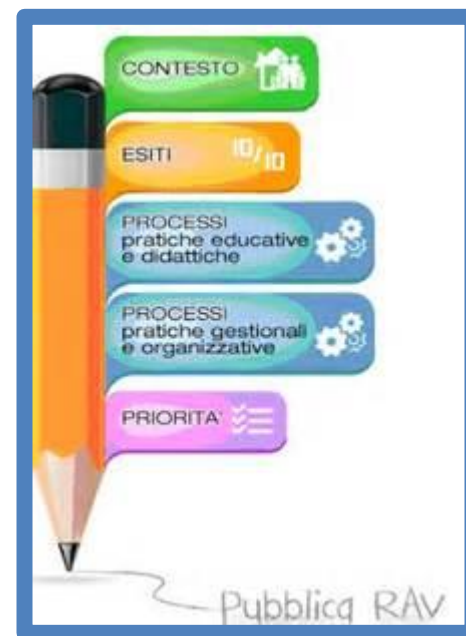 CONTESTO
ESITI 10/10
PROCESSI
pratiche educative
e didattiche
PROCESSI
pratiche gestionali
e organizzative
PRIORITA'
Pubblica RAV